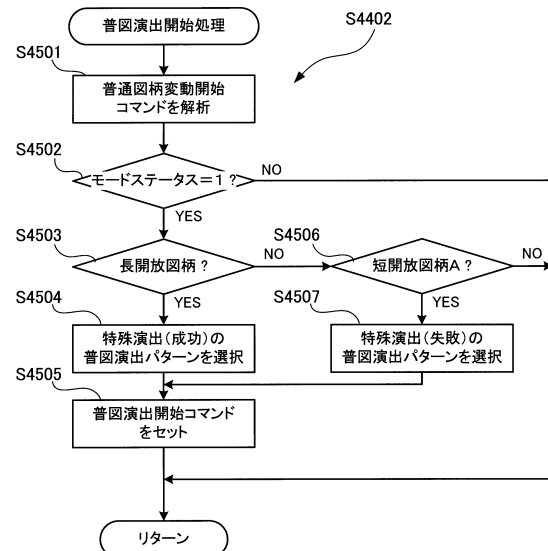 普図演出開始処理
S4402
S4501
普通図柄変動開始
コマンドを解析
S4502
モードステータス=1?
NO
YES
S4503
長開放図柄?
NO
YES
S4506
短開放図柄A?
NO
YES
S4504
特殊演出(成功)の
普図演出パターンを選択
S4507
特殊演出(失敗)の
普図演出パターンを選択
S4505
普図演出開始コマンド
をセット
リターン